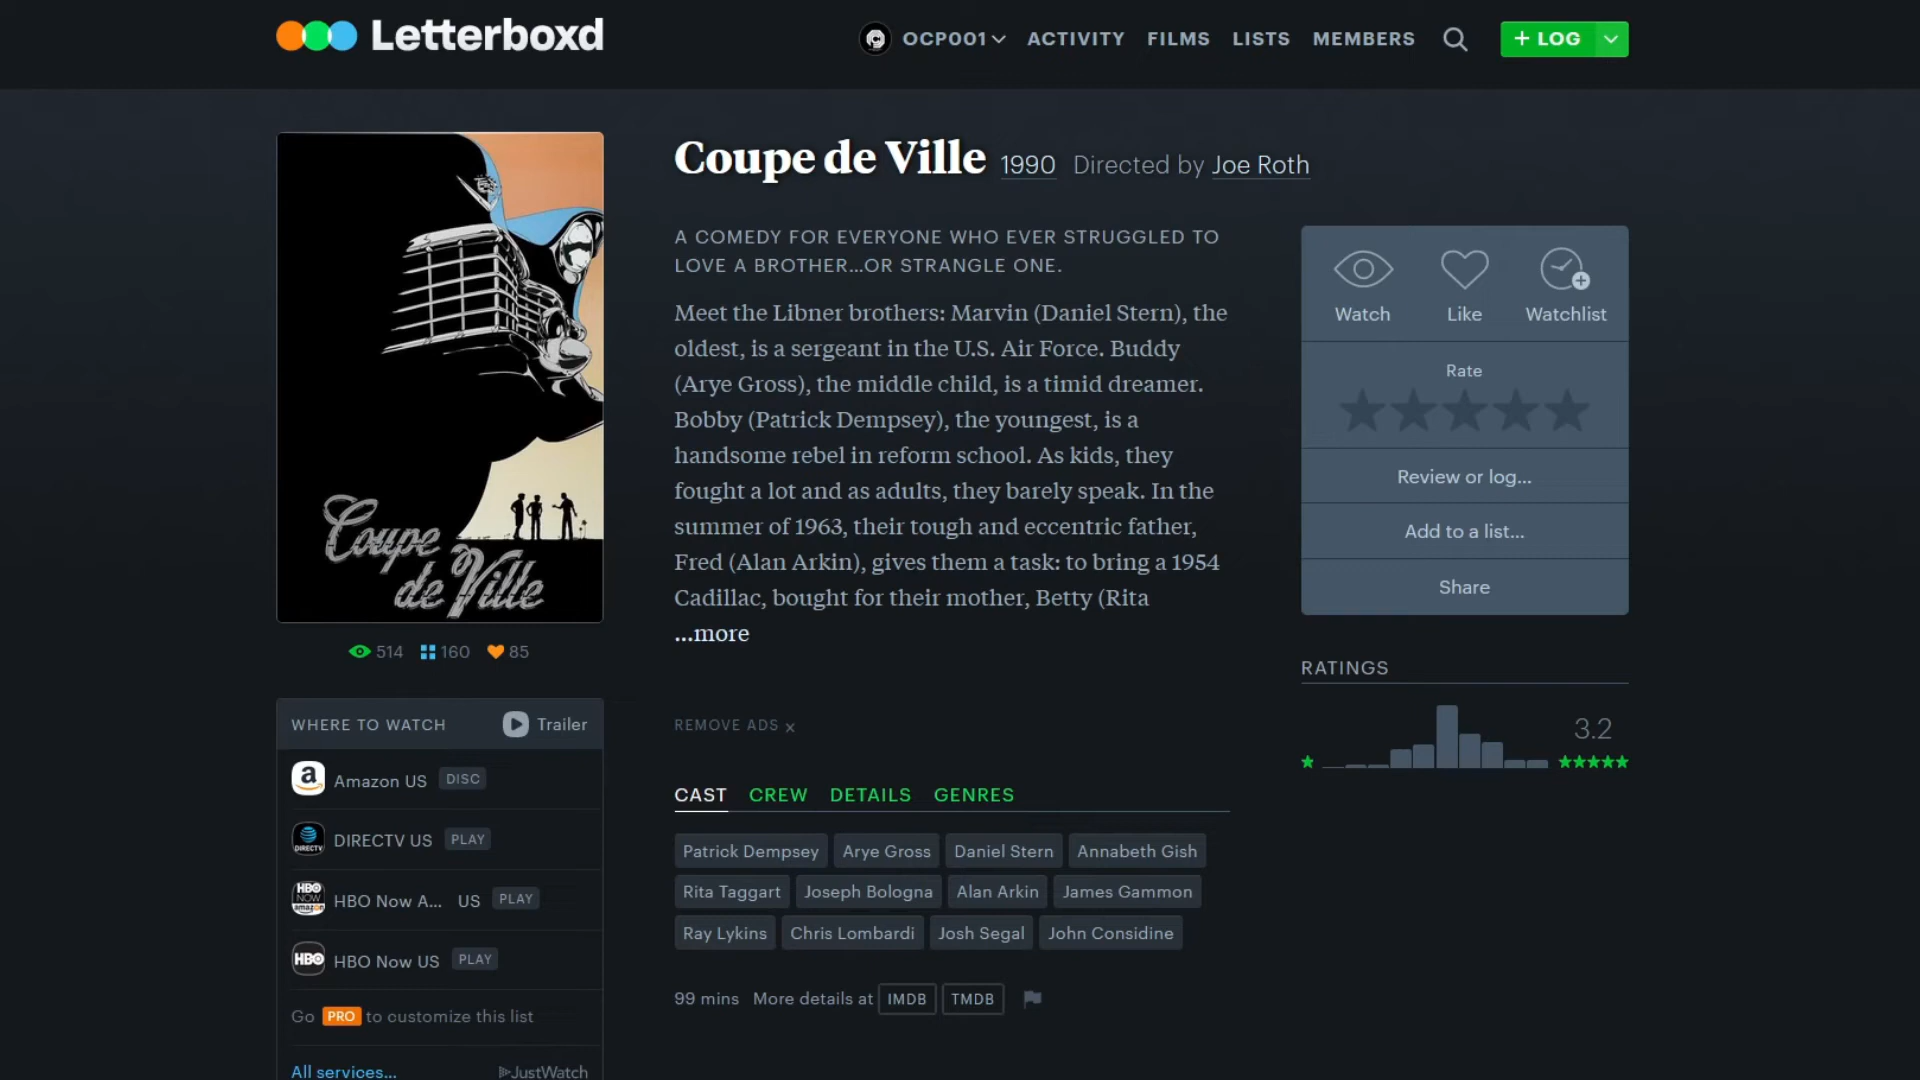 Letterboxd
OCP001 ACTIVITY FILMS LISTS MEMBERS + LOG
Coupe de Ville 1990 Directed by Joe Roth
A COMEDY FOR EVERYONE WHO EVER STRUGGLED TO
LOVE A BROTHER...OR STRANGLE ONE.
Meet the Libner brothers: Marvin (Daniel Stern), the
oldest, is a sergeant in the U.S. Air Force. Buddy
(Arye Gross), the middle child, is a timid dreamer.
Bobby (Patrick Dempsey), the youngest, is a
handsome rebel in reform school. As kids, they
fought a lot and as adults, they barely speak. In the
summer of 1963, their tough and eccentric father,
Fred (Alan Arkin), gives them a task: to bring a 1954
Cadillac, bought for their mother, Betty (Rita
...more
Coupe
de Ville
514 160 85
WHERE TO WATCH Trailer
a Amazon US DISC
DIRECTV DIRECTV US PLAY
HBO NOW amazon HBO Now A... US PLAY
HBO HBO Now US PLAY
Go PRO to customize this list
All services... JustWatch
REMOVE ADS x
CAST CREW DETAILS GENRES
Patrick Dempsey Arye Gross Daniel Stern Annabeth Gish
Rita Taggart Joseph Bologna Alan Arkin James Gammon
Ray Lykins Chris Lombardi Josh Segal John Considine
99 mins More details at IMDB TMDB
Watch Like Watchlist
Rate
Review or log...
Add to a list...
Share
RATINGS
3.2